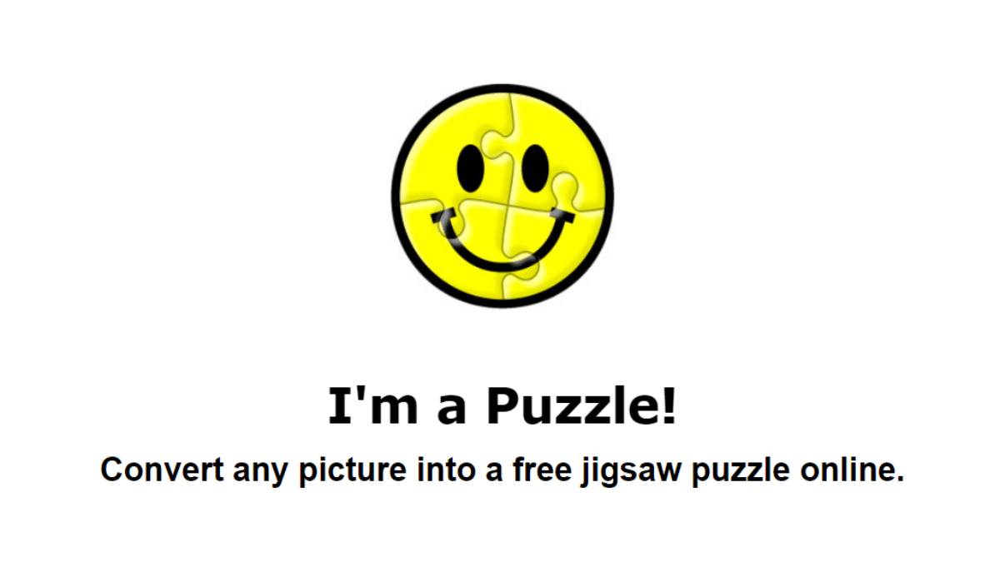 I'm a Puzzle!
Convert any picture into a free jigsaw puzzle online.